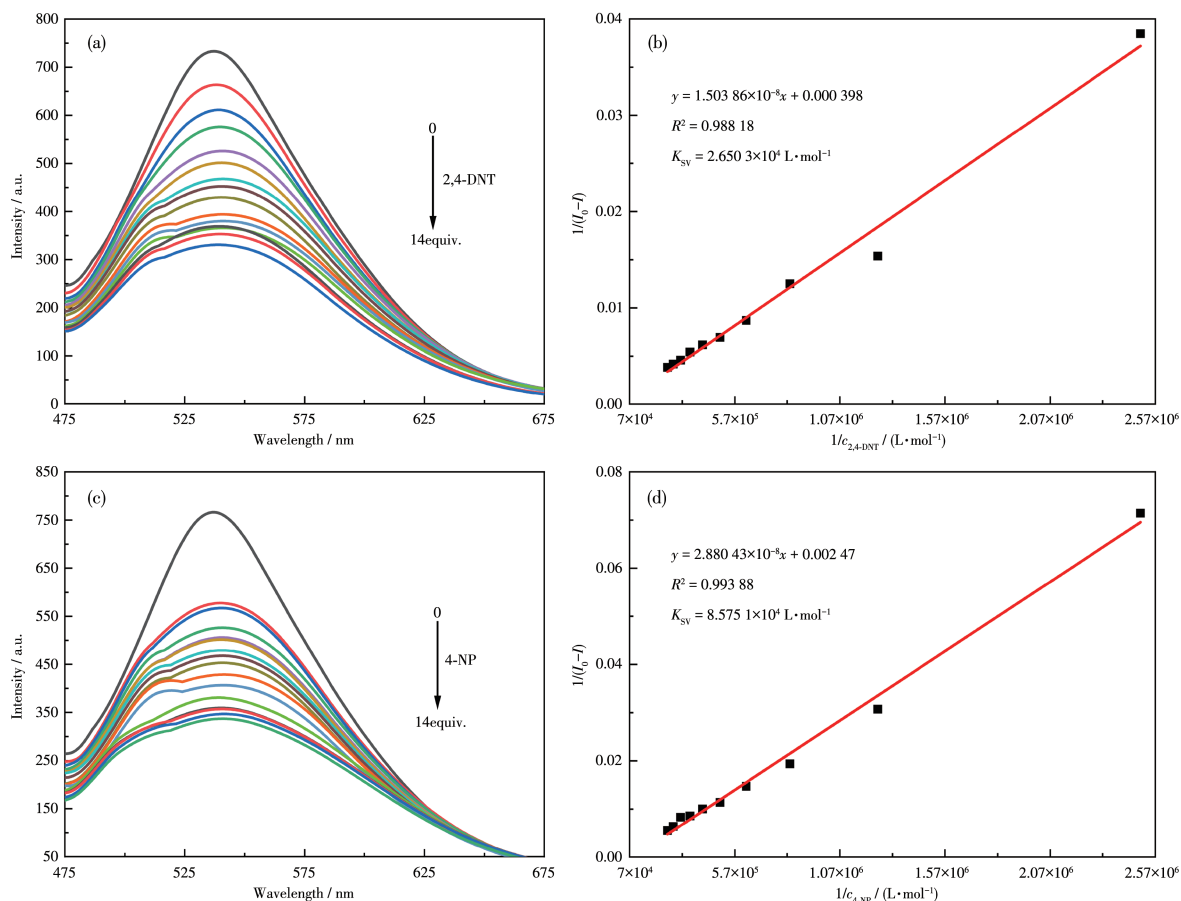 (a)
800
700
600
500
400
300
200
100
0
Intensity / a.u.
0
2,4-DNT
14equiv.
475
525
575
625
675
Wavelength / nm
(b)
0.04
0.03
0.02
0.01
0.00
1/(I₀–I)
y = 1.503 86×10⁻⁸x + 0.000 398
R² = 0.988 18
K_SV = 2.650 3×10⁴ L·mol⁻¹
7×10⁴
5.7×10⁵
1.07×10⁶
1.57×10⁶
2.07×10⁶
2.57×10⁶
1/c₂,₄₋DNT / (L·mol⁻¹)
(c)
850
750
650
550
450
350
250
150
50
Intensity / a.u.
0
4-NP
14equiv.
475
525
575
625
675
Wavelength / nm
(d)
0.08
0.06
0.04
0.02
0.00
1/(I₀–I)
y = 2.880 43×10⁻⁸x + 0.002 47
R² = 0.993 88
K_SV = 8.575 1×10⁴ L·mol⁻¹
7×10⁴
5.7×10⁵
1.07×10⁶
1.57×10⁶
2.07×10⁶
2.57×10⁶
1/c₄₋NP / (L·mol⁻¹)